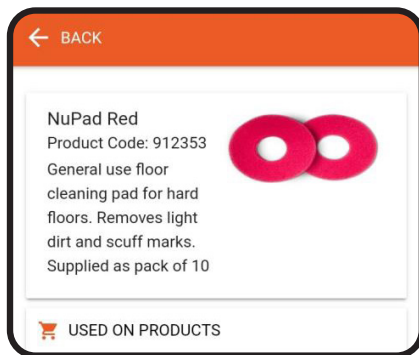 BACK
NuPad Red
Product Code: 912353
General use floor
cleaning pad for hard
floors. Removes light
dirt and scuff marks.
Supplied as pack of 10
USED ON PRODUCTS